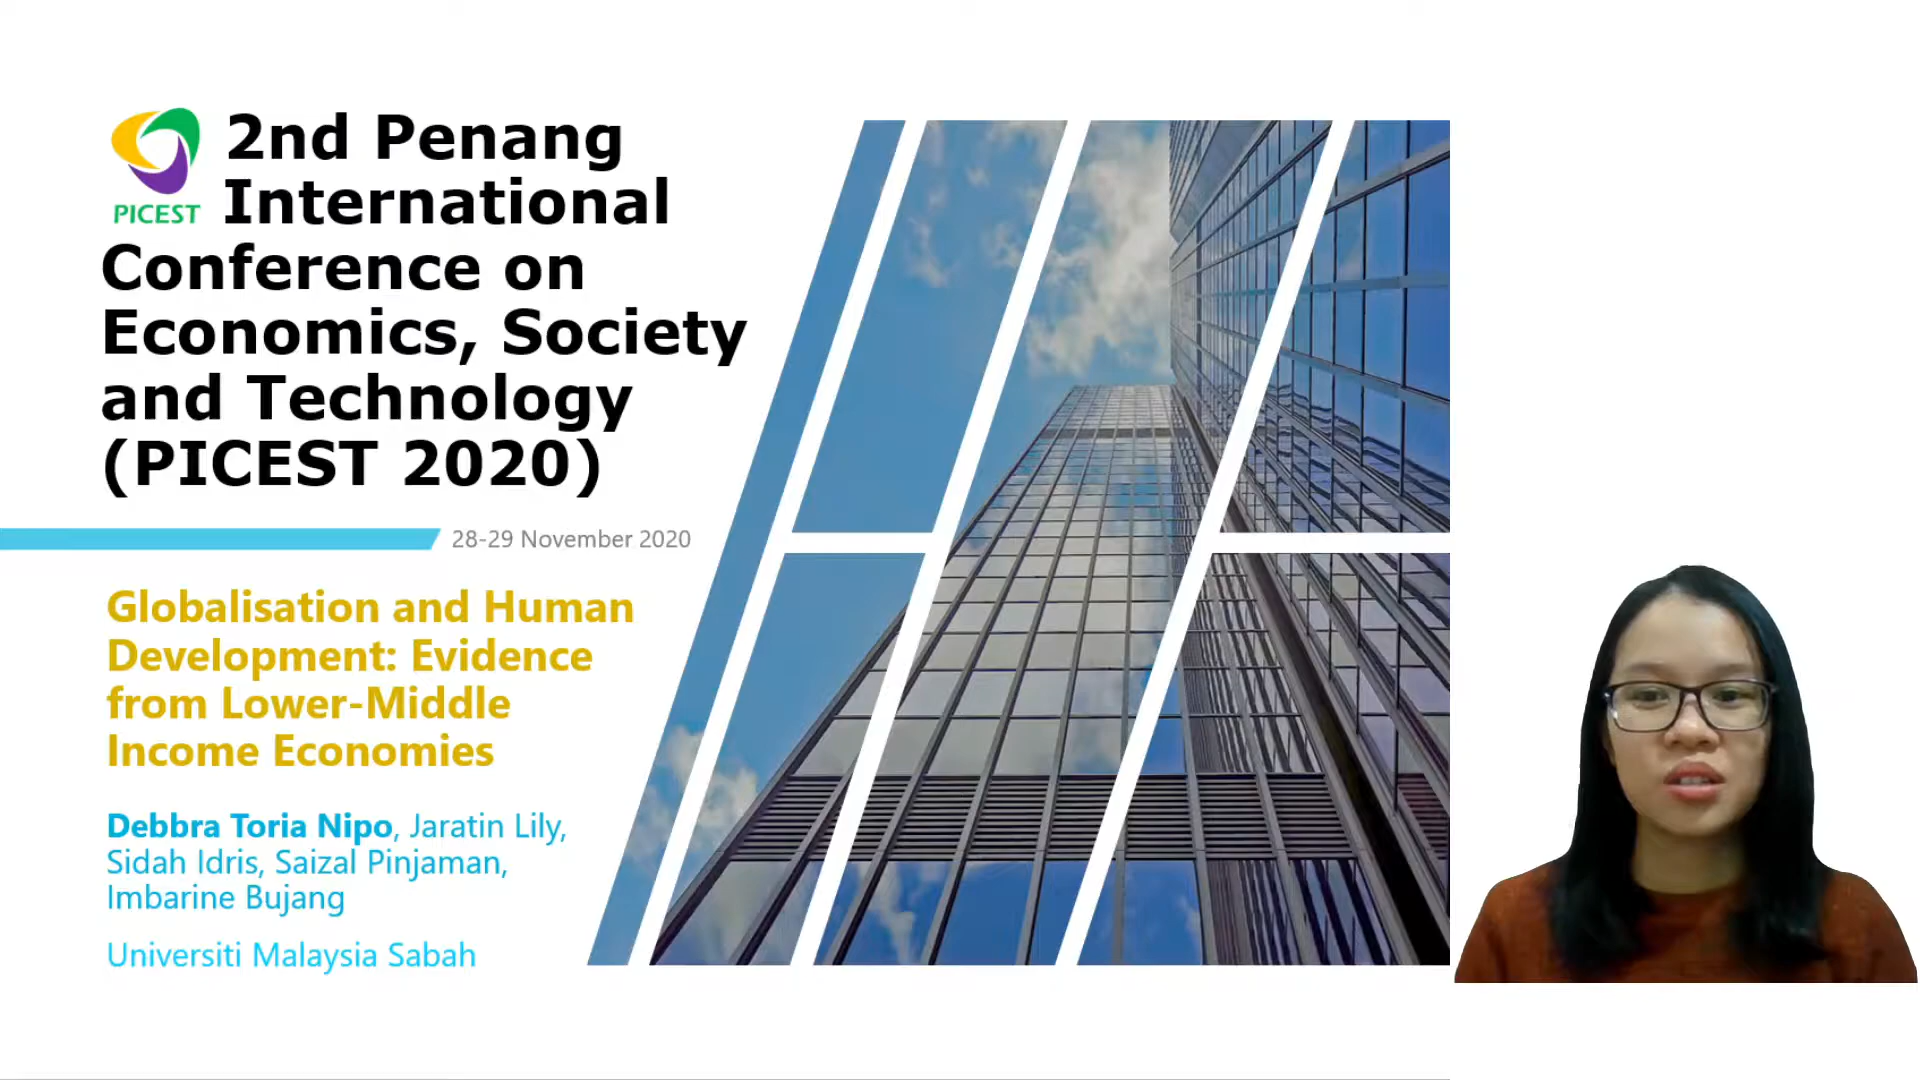 2nd Penang
PICEST International
Conference on
Economics, Society
and Technology
(PICEST 2020)
28-29 November 2020
Globalisation and Human
Development: Evidence
from Lower-Middle
Income Economies
Debbra Toria Nipo, Jaratin Lily,
Sidah Idris, Saizal Pinjaman,
Imbarine Bujang
Universiti Malaysia Sabah